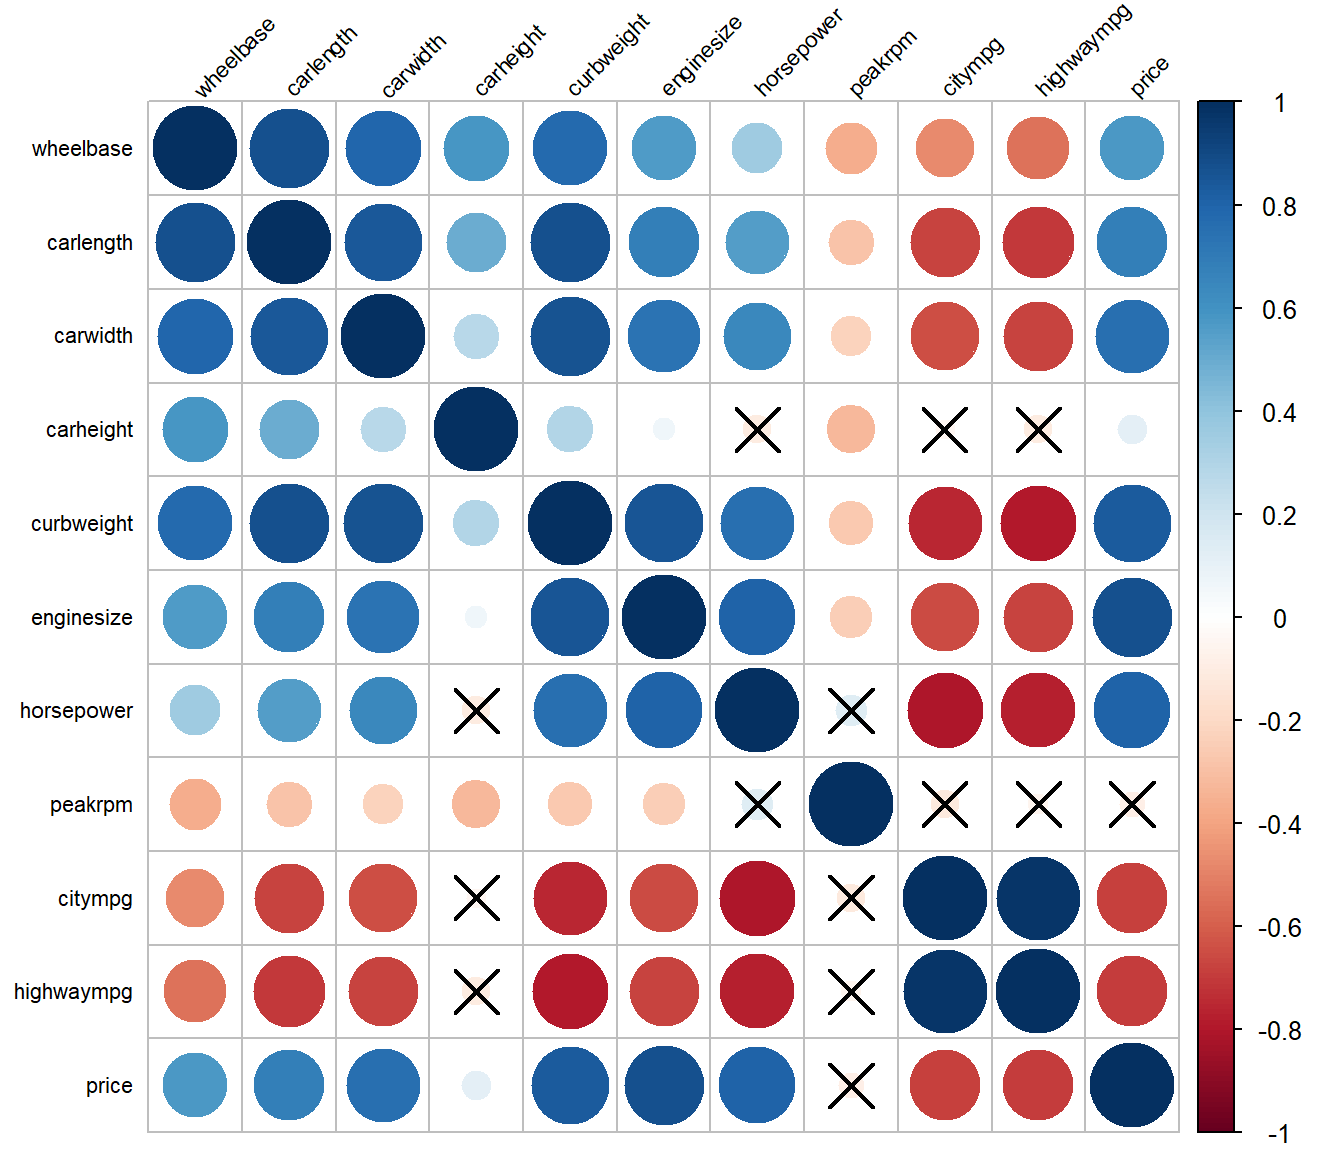 wheelbase
carlength
carwidth
carheight
curbweight
enginesize
horsepower
peakrpm
citympg
highwaympg
price
wheelbase
carlength
carwidth
carheight
curbweight
enginesize
horsepower
peakrpm
citympg
highwaympg
price
1
0.8
0.6
0.4
0.2
0
-0.2
-0.4
-0.6
-0.8
-1